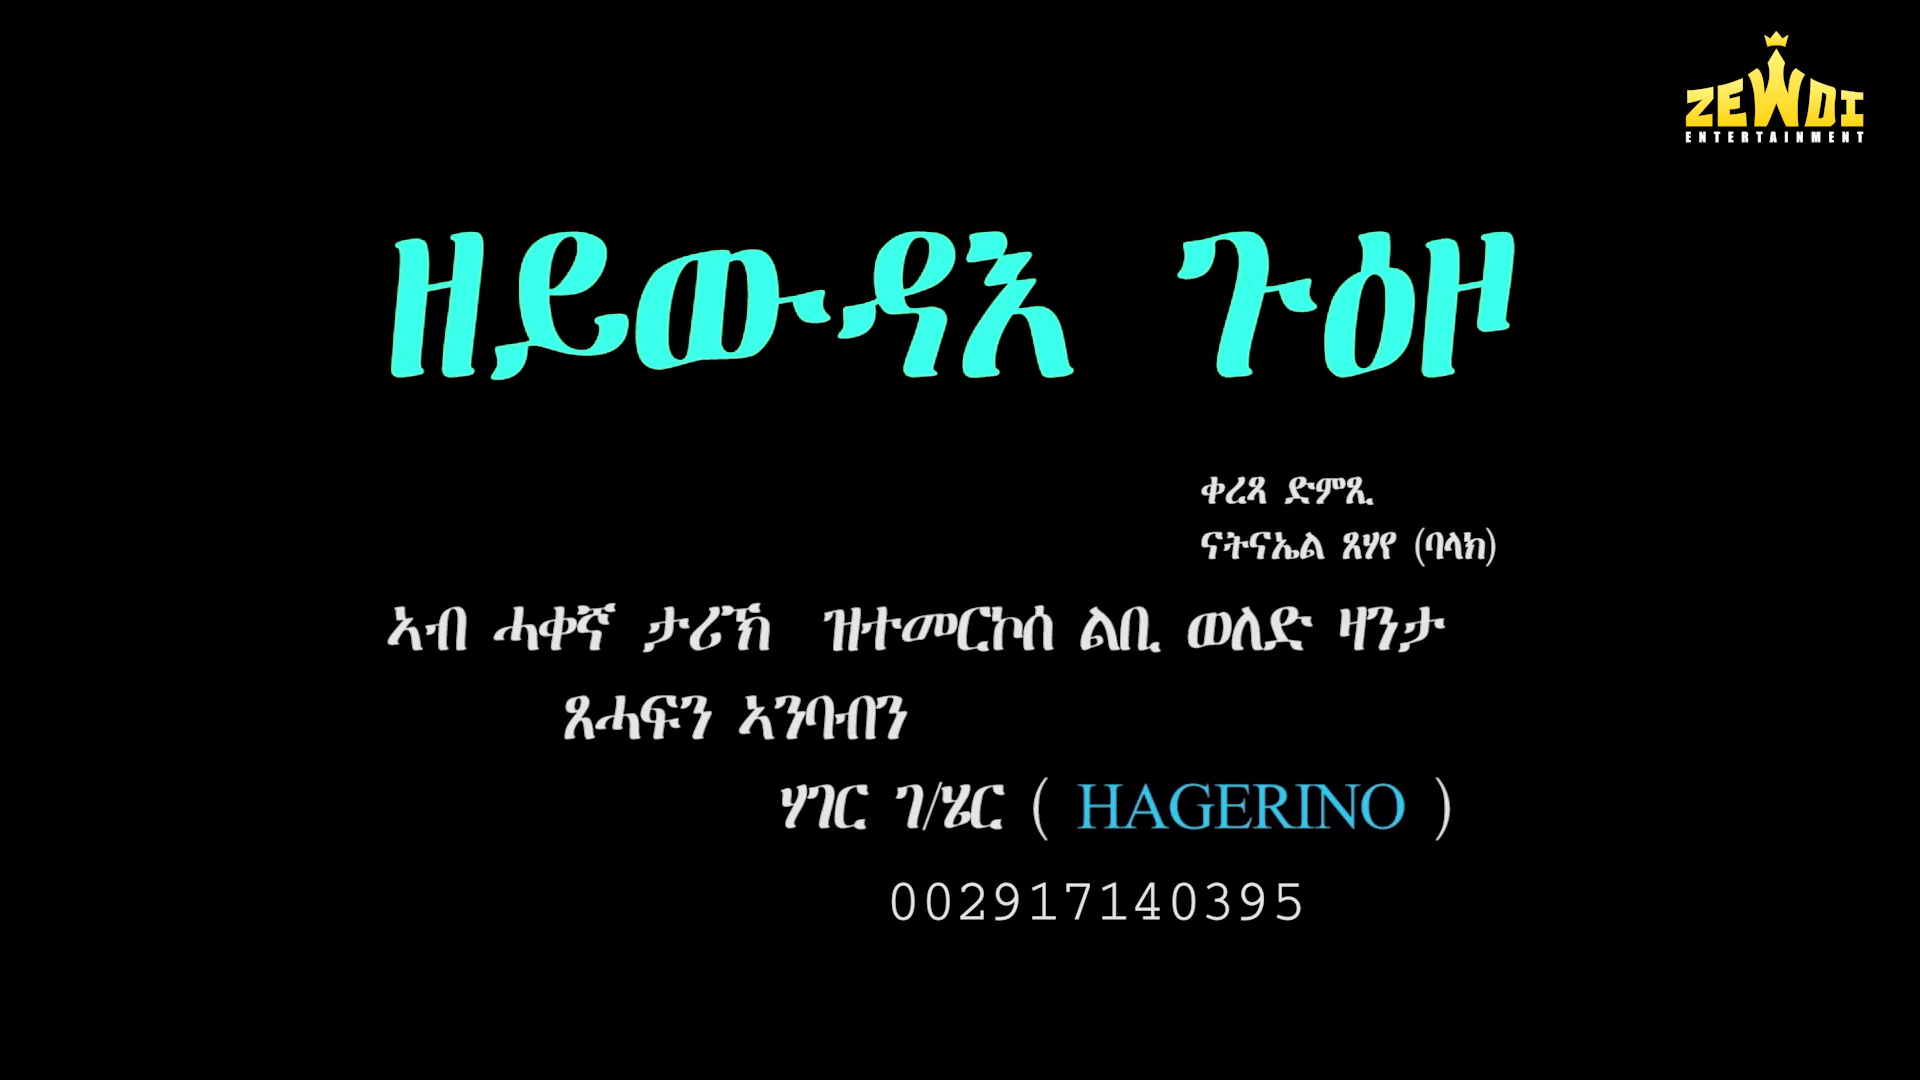 ZEWDI
ENTERTAINMENT
ዘይውዳእ ጉዕዞ
ቀረጻ ድምጺ
ናትናኤል ጸሃየ (ባላክ)
ኣብ ሓቀኛ ታሪኽ ዝተመርኮሰ ልቢ ወለድ ዛንታ
ጸሓፍን ኣንባብን
ሃገር ገ/ሄር ( HAGERINO )
002917140395